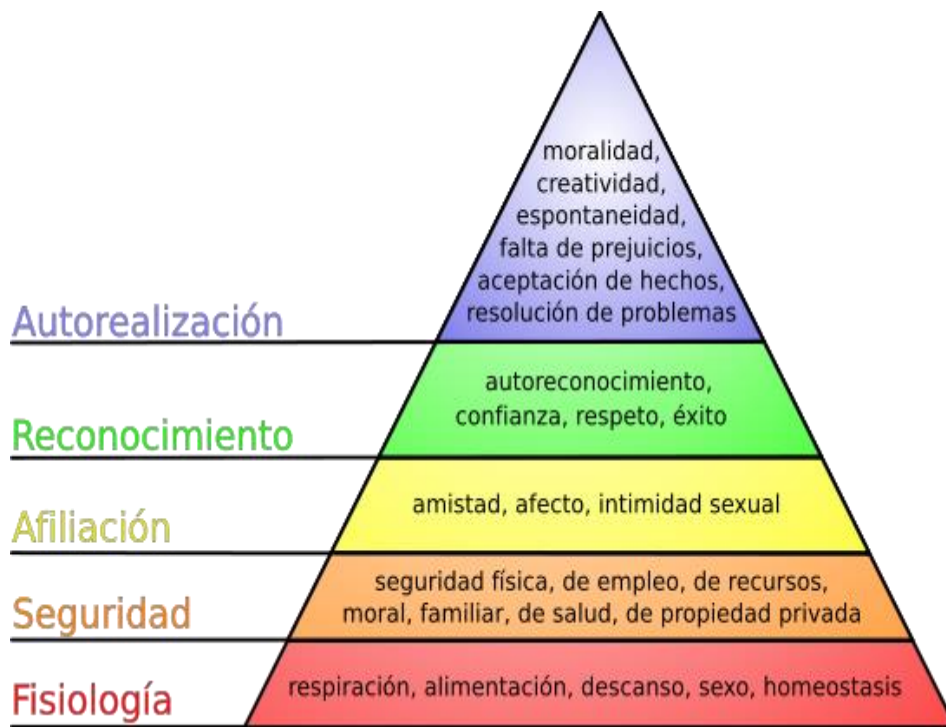 moralidad,
creatividad,
espontaneidad,
falta de prejuicios,
aceptación de hechos,
resolución de problemas
Autorealización
autoreconocimiento,
confianza, respeto, éxito
Reconocimiento
amistad, afecto, intimidad sexual
Afiliación
seguridad física, de empleo, de recursos,
moral, familiar, de salud, de propiedad privada
Seguridad
respiración, alimentación, descanso, sexo, homeostasis
Fisiología